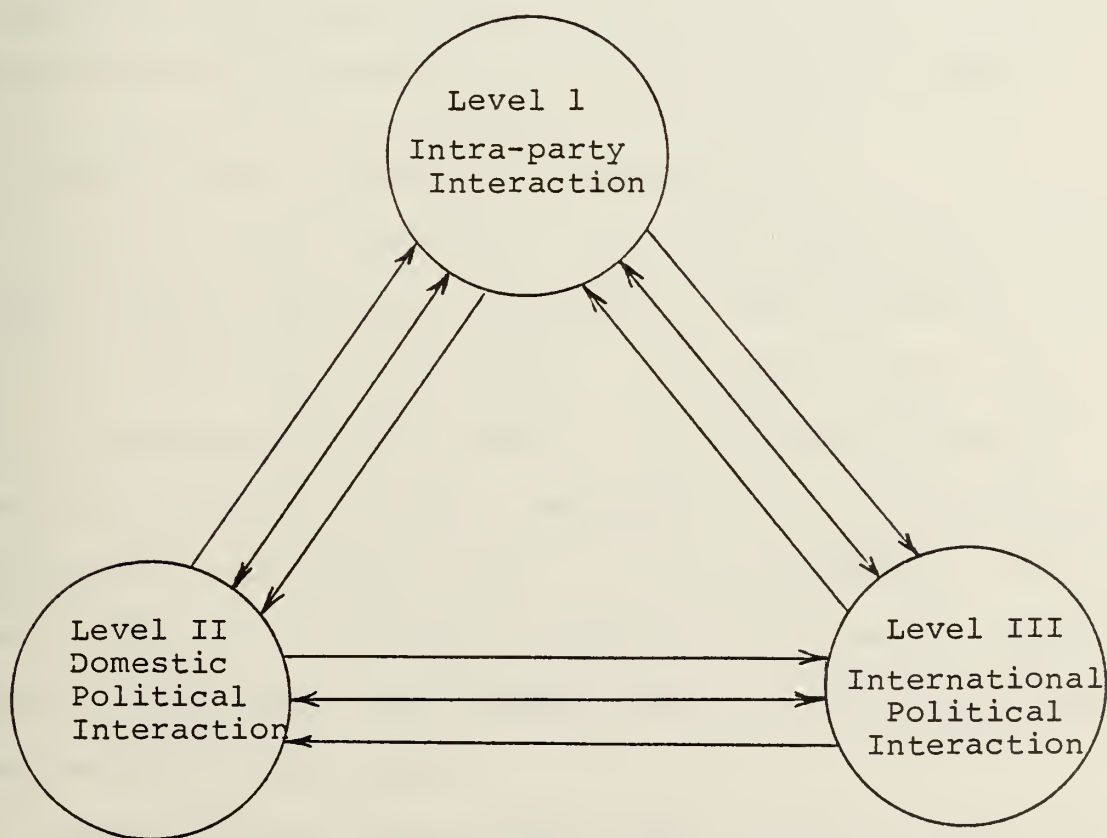 Level 1
Intra-party
Interaction
Level II
Domestic
Political
Interaction
Level III
International
Political
Interaction